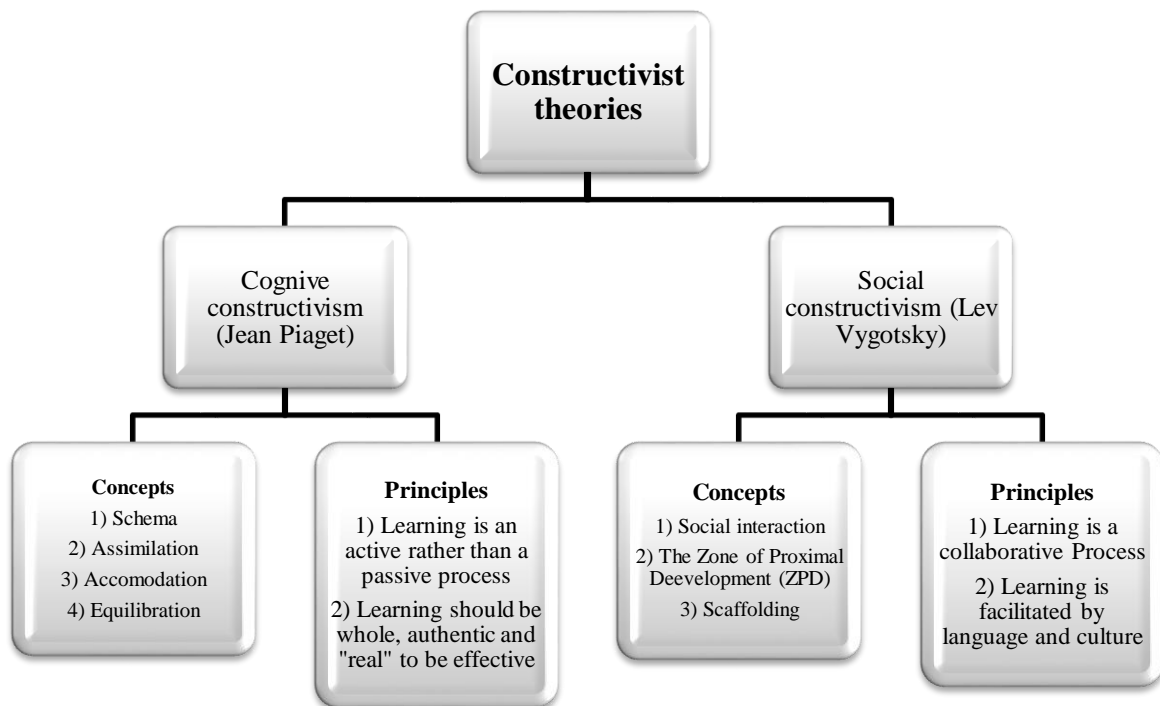 Constructivist
theories
Cognive
constructivism
(Jean Piaget)
Social
constructivism (Lev
Vygotsky)
Concepts
1) Schema
2) Assimilation
3) Accomodation
4) Equilibration
Principles
1) Learning is an
active rather than a
passive process
2) Learning should be
whole, authentic and
"real" to be effective
Concepts
1) Social interaction
2) The Zone of Proximal
Deevelopment (ZPD)
3) Scaffolding
Principles
1) Learning is a
collaborative Process
2) Learning is
facilitated by
language and culture